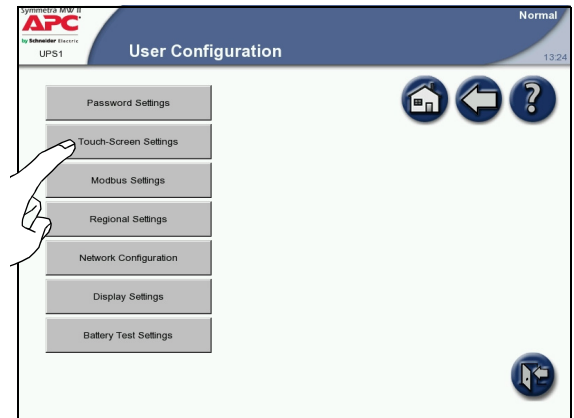 Symmetra MW II
APC
by Schneider Electric
UPS1
User Configuration
Normal
13:24
Password Settings
Touch-Screen Settings
Modbus Settings
Regional Settings
Network Configuration
Display Settings
Battery Test Settings
?